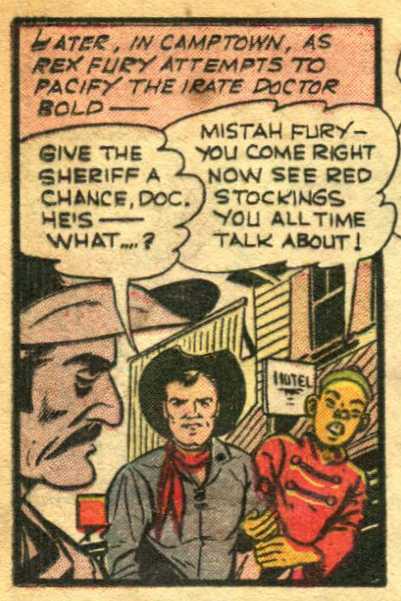 LATER, IN CAMPTOWN, AS
REX FURY ATTEMPTS TO
PACIFY THE IRATE DOCTOR
BOLD—
GIVE THE
SHERIFF A
CHANCE, DOC.
HE'S—
WHAT....?
MISTAH FURY—
YOU COME RIGHT
NOW SEE RED
STOCKINGS
YOU ALL TIME
TALK ABOUT!
HOTEL